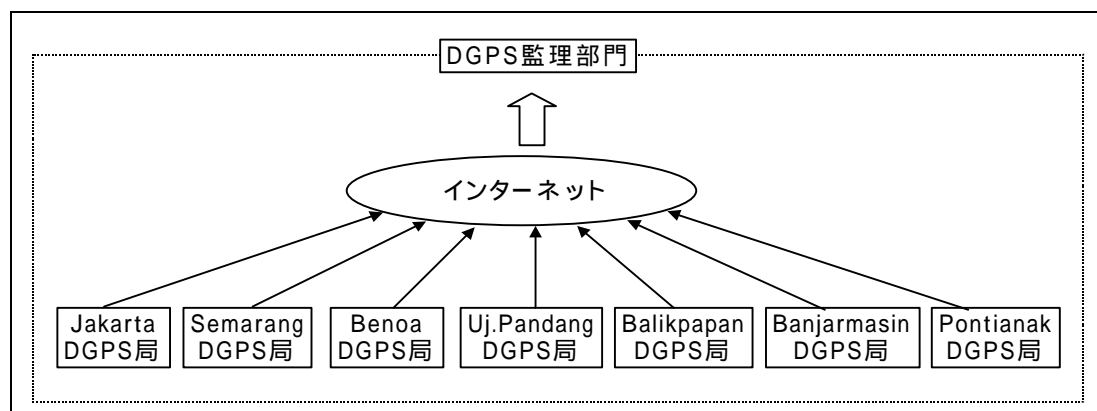 DGPS監理部門
インターネット
Jakarta
DGPS局
Semarang
DGPS局
Benoa
DGPS局
Uj.Pandang
DGPS局
Balikpapan
DGPS局
Banjarmasin
DGPS局
Pontianak
DGPS局